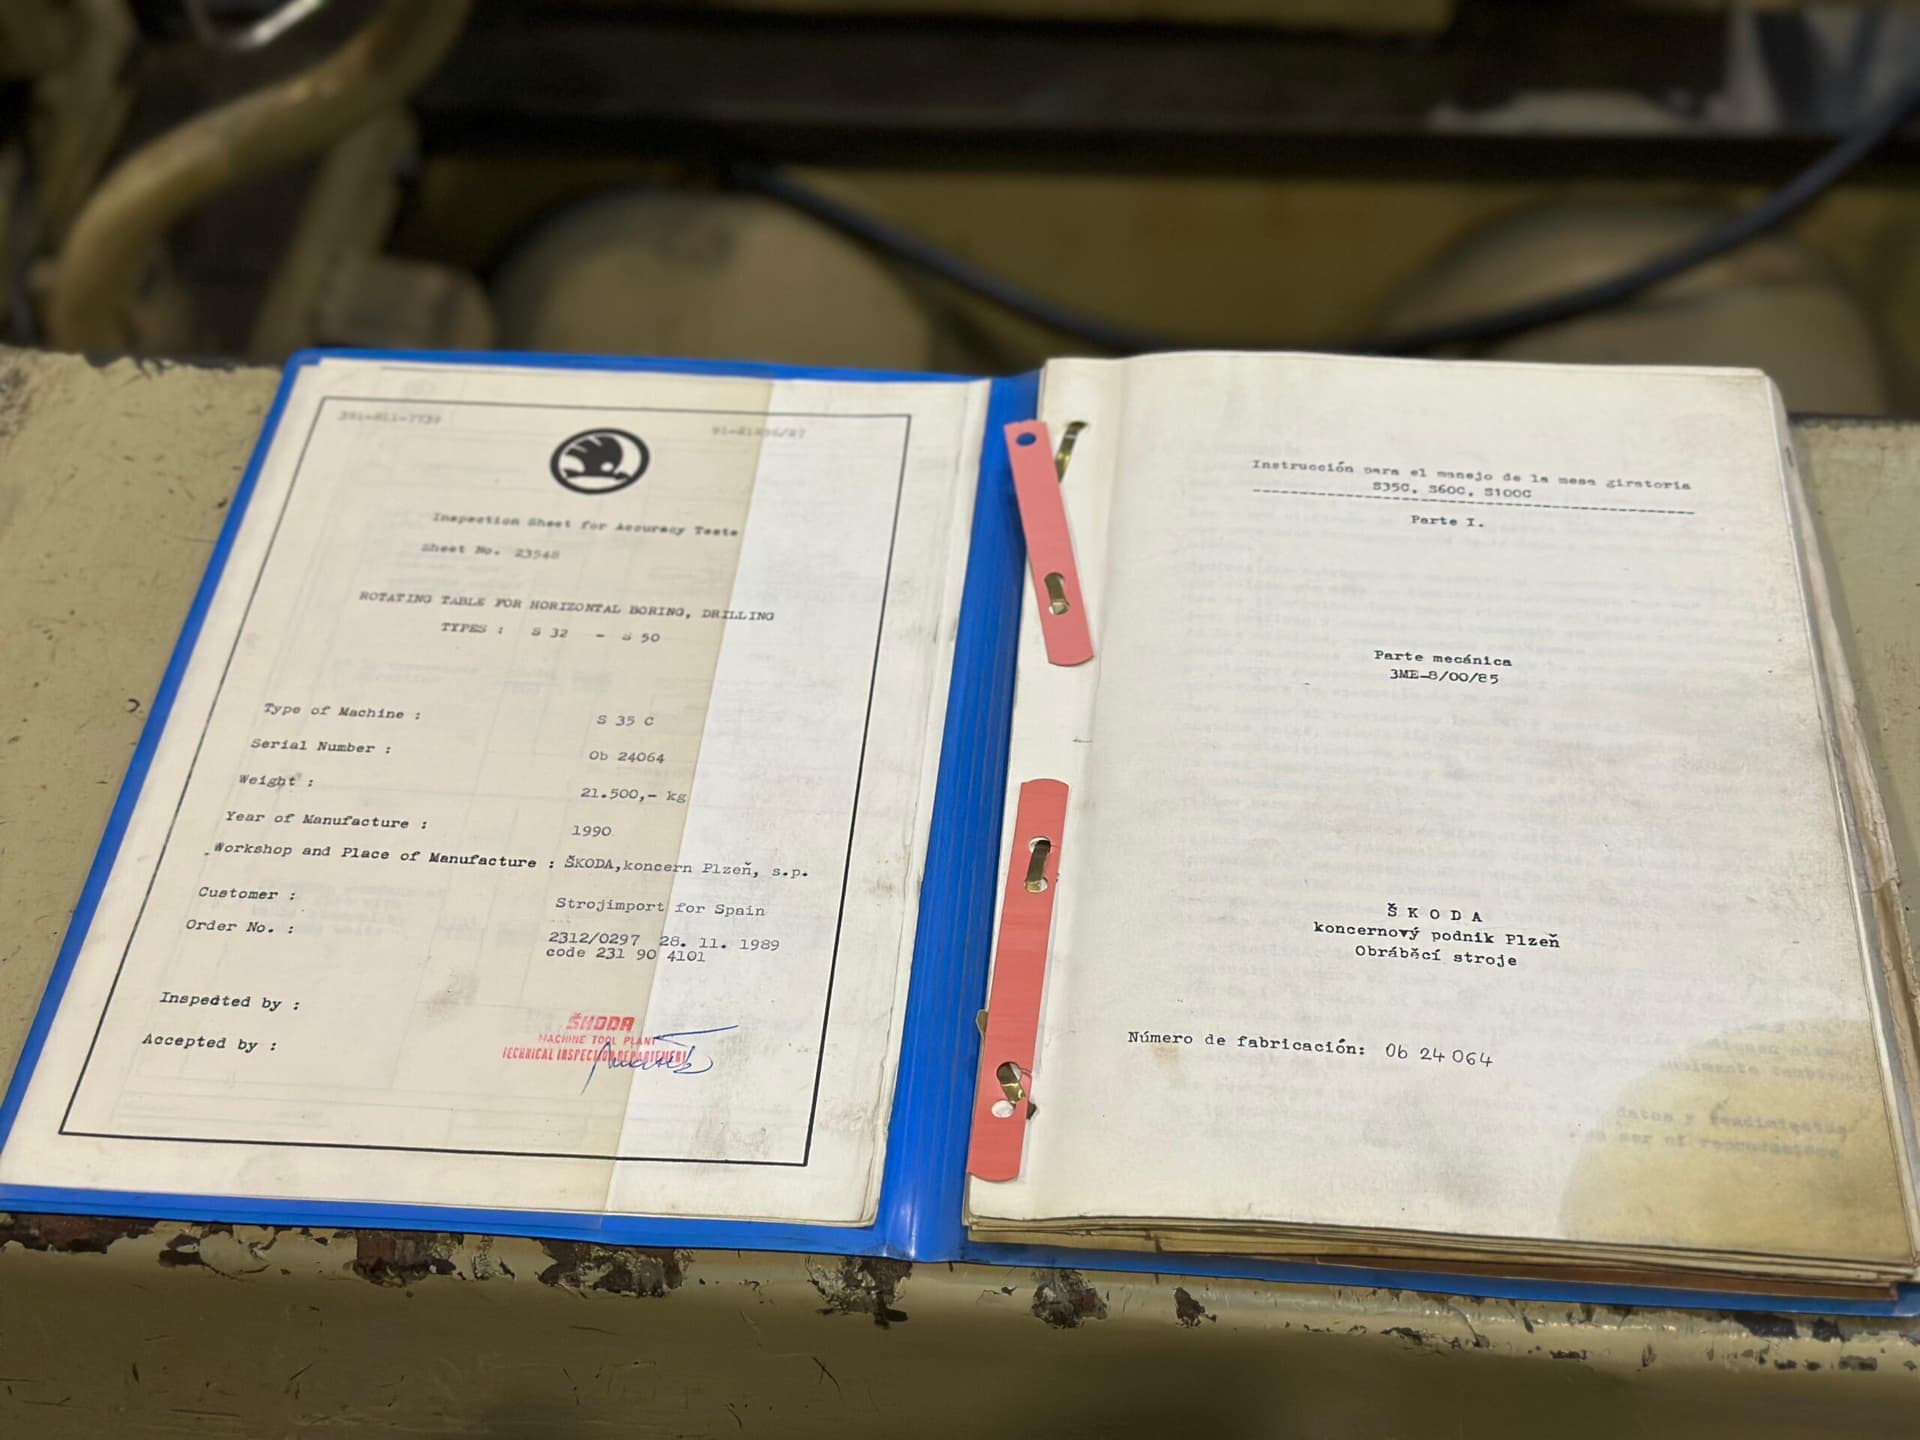 Inspection Sheet for Accuracy Tests
Sheet No. 23548
ROTATING TABLE FOR HORIZONTAL BORING, DRILLING
TYPES : S 32 - S 50
Type of Machine : S 35 C
Serial Number : Ob 24064
Weight : 21.500,- kg
Year of Manufacture : 1990
Workshop and Place of Manufacture : ŠKODA,koncern Plzeň, s.p.
Customer : Strojimport for Spain
Order No. : 2312/0297 28. 11. 1989
code 231 90 4101
Inspected by :
Accepted by :
ŠKODA
MACHINE TOOL PLANT
TECHNICAL INSPECTION DEPARTEMENT
Instrucción para el manejo de la mesa giratoria
S35C, S60C, S100C
Parte I.
Parte mecánica
3ME-8/00/85
Š K O D A
koncernový podnik Plzeň
Obráběcí stroje
Número de fabricación: Ob 24 064